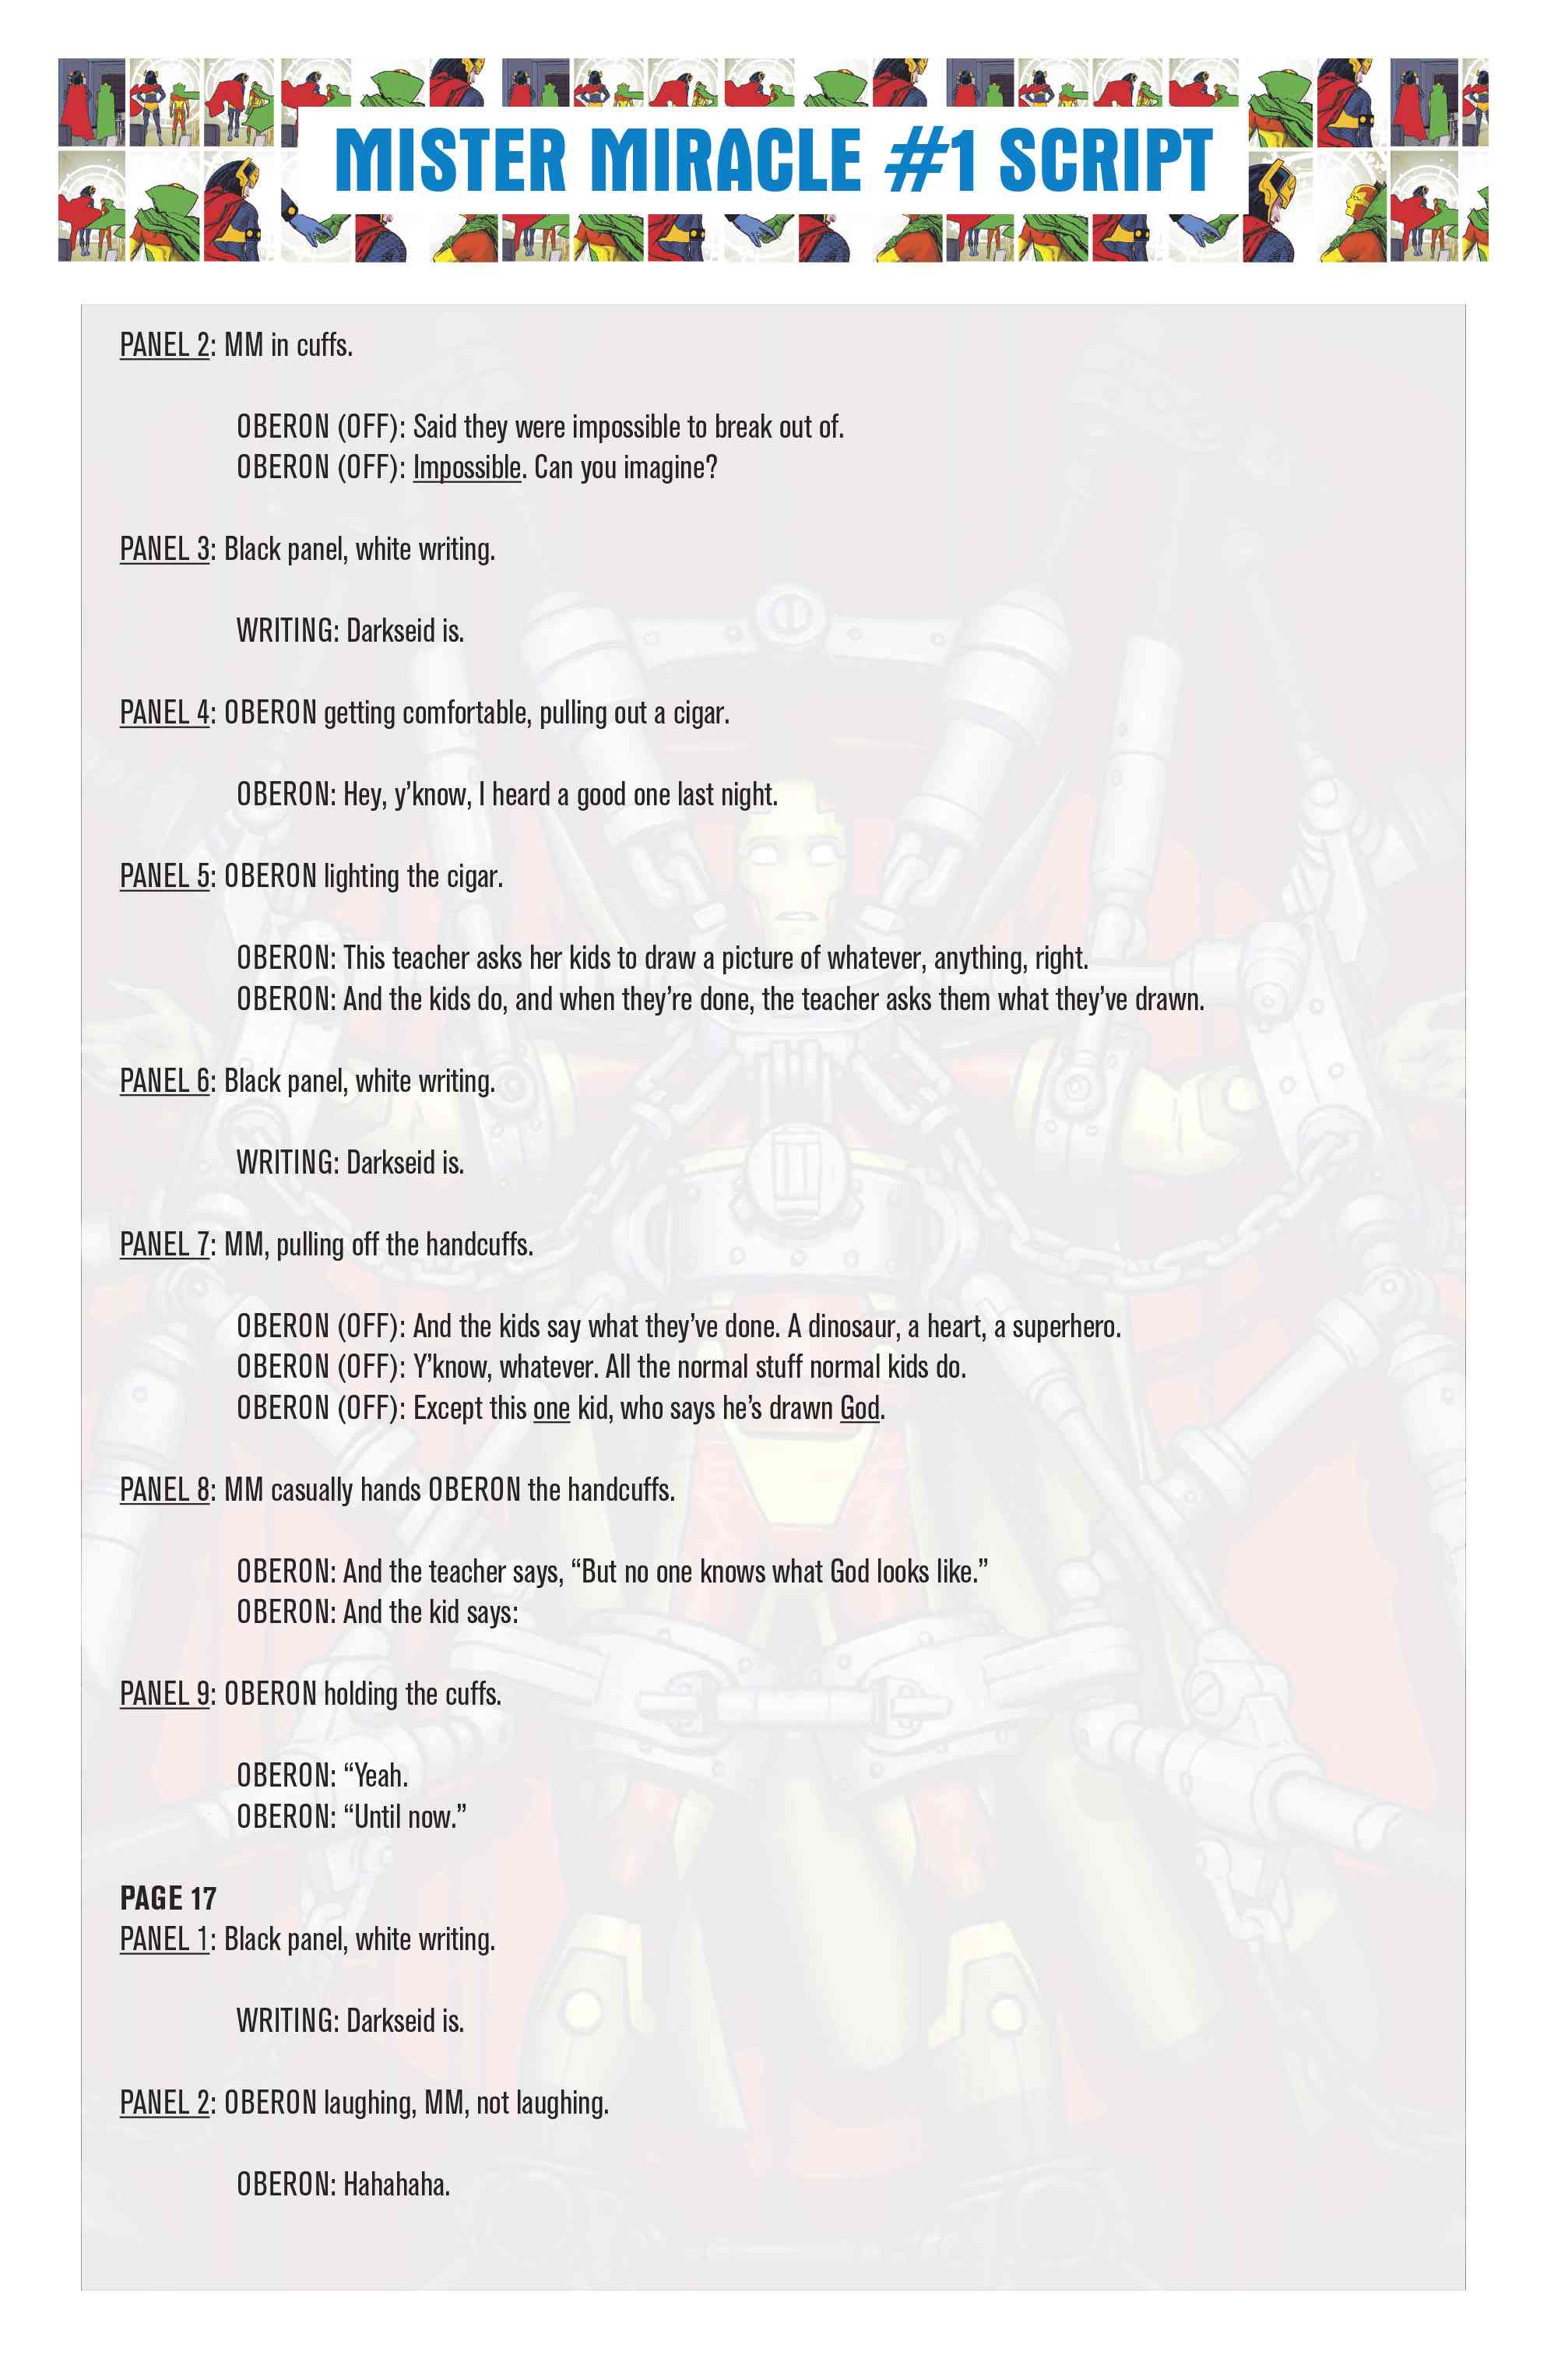 MISTER MIRACLE #1 SCRIPT
PANEL 2: MM in cuffs.
OBERON (OFF): Said they were impossible to break out of.
OBERON (OFF): Impossible. Can you imagine?
PANEL 3: Black panel, white writing.
WRITING: Darkseid is.
PANEL 4: OBERON getting comfortable, pulling out a cigar.
OBERON: Hey, y’know, I heard a good one last night.
PANEL 5: OBERON lighting the cigar.
OBERON: This teacher asks her kids to draw a picture of whatever, anything, right.
OBERON: And the kids do, and when they’re done, the teacher asks them what they’ve drawn.
PANEL 6: Black panel, white writing.
WRITING: Darkseid is.
PANEL 7: MM, pulling off the handcuffs.
OBERON (OFF): And the kids say what they’ve done. A dinosaur, a heart, a superhero.
OBERON (OFF): Y’know, whatever. All the normal stuff normal kids do.
OBERON (OFF): Except this one kid, who says he’s drawn God.
PANEL 8: MM casually hands OBERON the handcuffs.
OBERON: And the teacher says, “But no one knows what God looks like.”
OBERON: And the kid says:
PANEL 9: OBERON holding the cuffs.
OBERON: “Yeah.
OBERON: “Until now.”
PAGE 17
PANEL 1: Black panel, white writing.
WRITING: Darkseid is.
PANEL 2: OBERON laughing, MM, not laughing.
OBERON: Hahahaha.